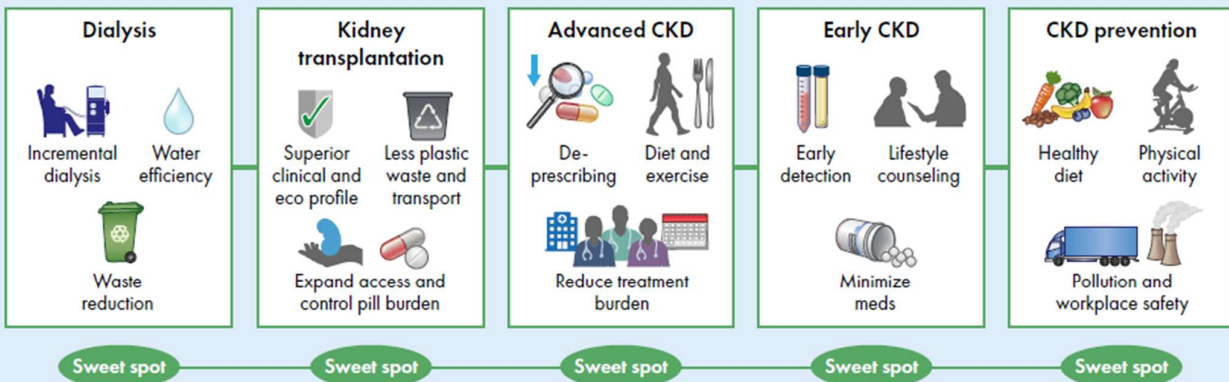 Dialysis
Incremental
dialysis
Water
efficiency
Waste
reduction
Kidney
transplantation
Superior
clinical and
eco profile
Less plastic
waste and
transport
Expand access and
control pill burden
Advanced CKD
De-
prescribing
Diet and
exercise
Reduce treatment
burden
Early CKD
Early
detection
Lifestyle
counseling
Minimize
meds
CKD prevention
Healthy
diet
Physical
activity
Pollution and
workplace safety
Sweet spot
Sweet spot
Sweet spot
Sweet spot
Sweet spot